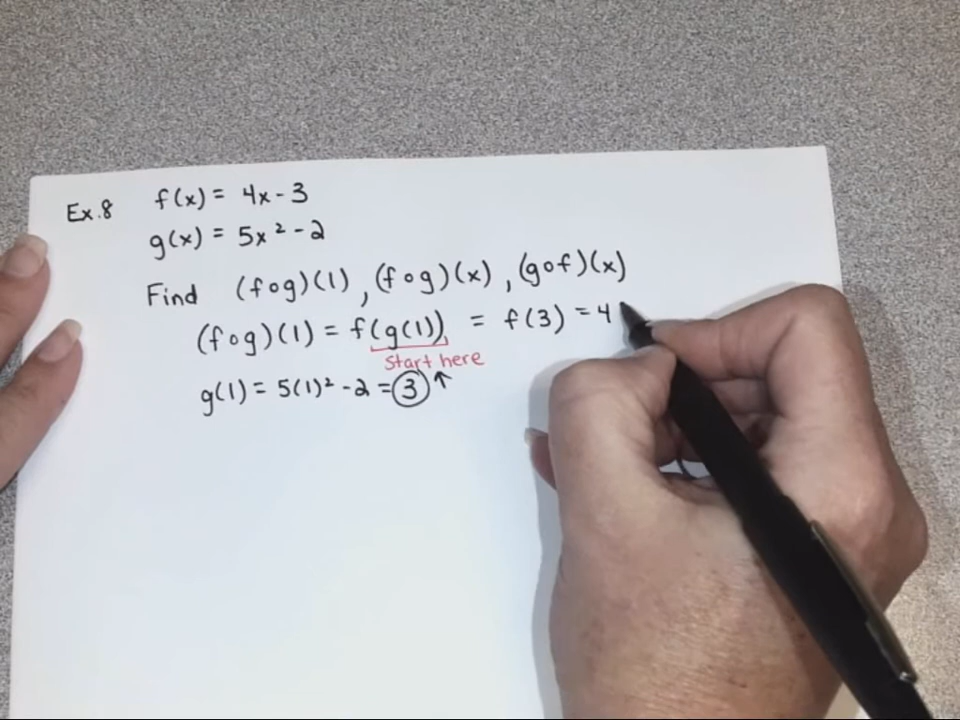 Ex.8 f(x) = 4x - 3
g(x) = 5x² - 2
Find (f∘g)(1), (f∘g)(x), (g∘f)(x)
(f∘g)(1) = f(g(1)) = f(3) = 4
Start here
g(1) = 5(1)² - 2 = 3 ↑